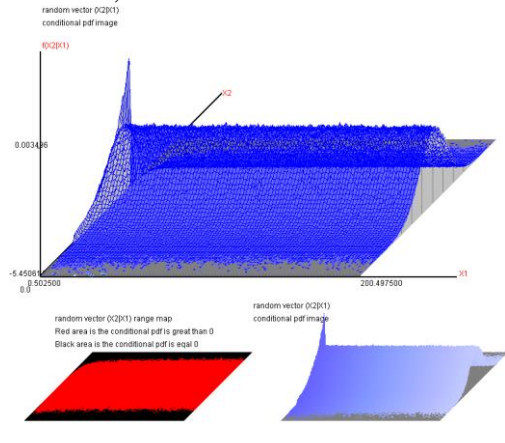 random vector (X2|X1)
conditional pdf image
f(X2|X1)
X2
0.003496
-5.45061
0.502500
0.0
200.497500
X1
random vector (X2|X1) range map
Red area is the conditional pdf is great than 0
Black area is the conditional pdf is eqal 0
random vector (X2|X1)
conditional pdf image